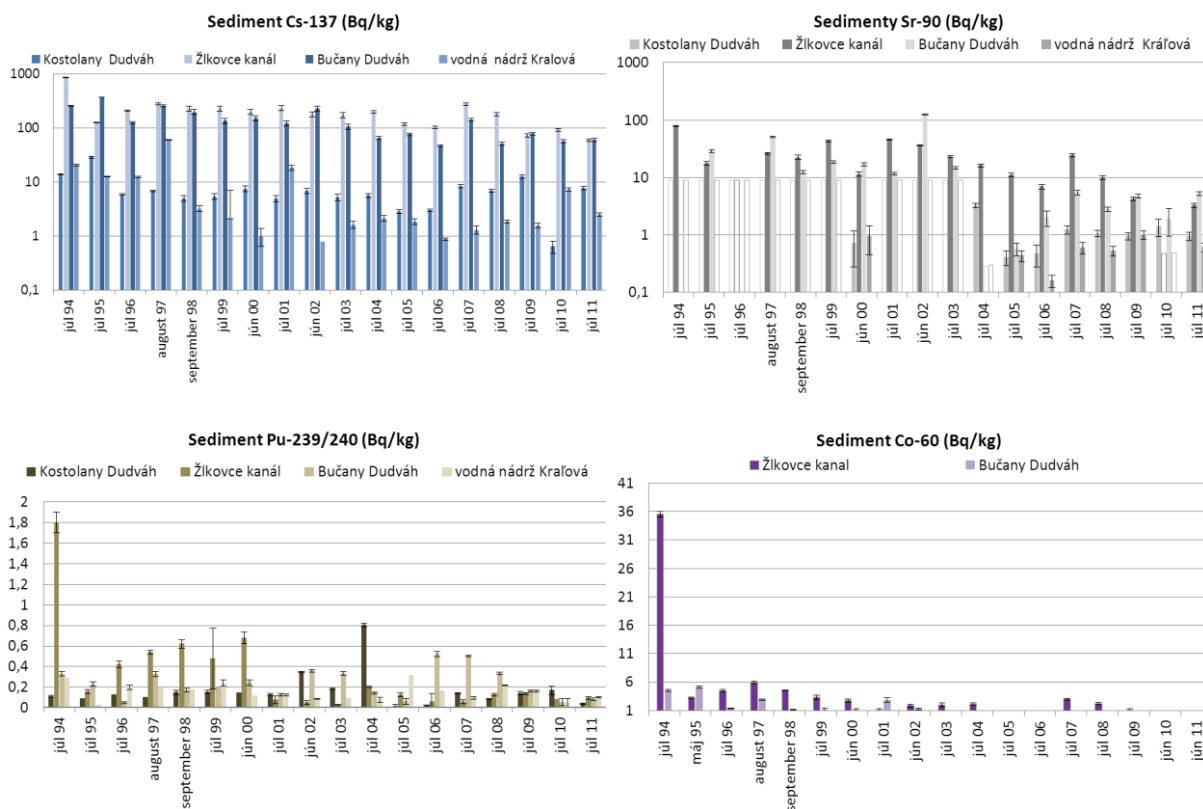 Sediment Cs-137 (Bq/kg)
Kostolany Dudváh Žlkovce kanál Bučany Dudváh vodná nádrž Kralová
1000
100
10
1
0,1
júl 94 júl 95 júl 96 august 97 september 98 júl 99 jún 00 júl 01 jún 02 júl 03 júl 04 júl 05 júl 06 júl 07 júl 08 júl 09 júl 10 júl 11
Sedimenty Sr-90 (Bq/kg)
Kostolany Dudváh Žlkovce kanál Bučany Dudváh vodná nádrž Kráľová
1000
100
10
1
0,1
júl 94 júl 95 júl 96 august 97 september 98 júl 99 jún 00 júl 01 jún 02 júl 03 júl 04 júl 05 júl 06 júl 07 júl 08 júl 09 júl 10 júl 11
Sediment Pu-239/240 (Bq/kg)
Kostolany Dudváh Žlkovce kanál Bučany Dudváh vodná nádrž Kraľová
2
1,8
1,6
1,4
1,2
1
0,8
0,6
0,4
0,2
0
júl 94 júl 95 júl 96 august 97 september 98 júl 99 jún 00 júl 01 jún 02 júl 03 júl 04 júl 05 júl 06 júl 07 júl 08 júl 09 júl 10 júl 11
Sediment Co-60 (Bq/kg)
Žlkovce kanal Bučany Dudváh
41
36
31
26
21
16
11
6
1
júl 94 máj 95 júl 96 august 97 september 98 júl 99 jún 00 júl 01 jún 02 júl 03 júl 04 júl 05 júl 06 júl 07 júl 08 júl 09 jún 10 jún 11